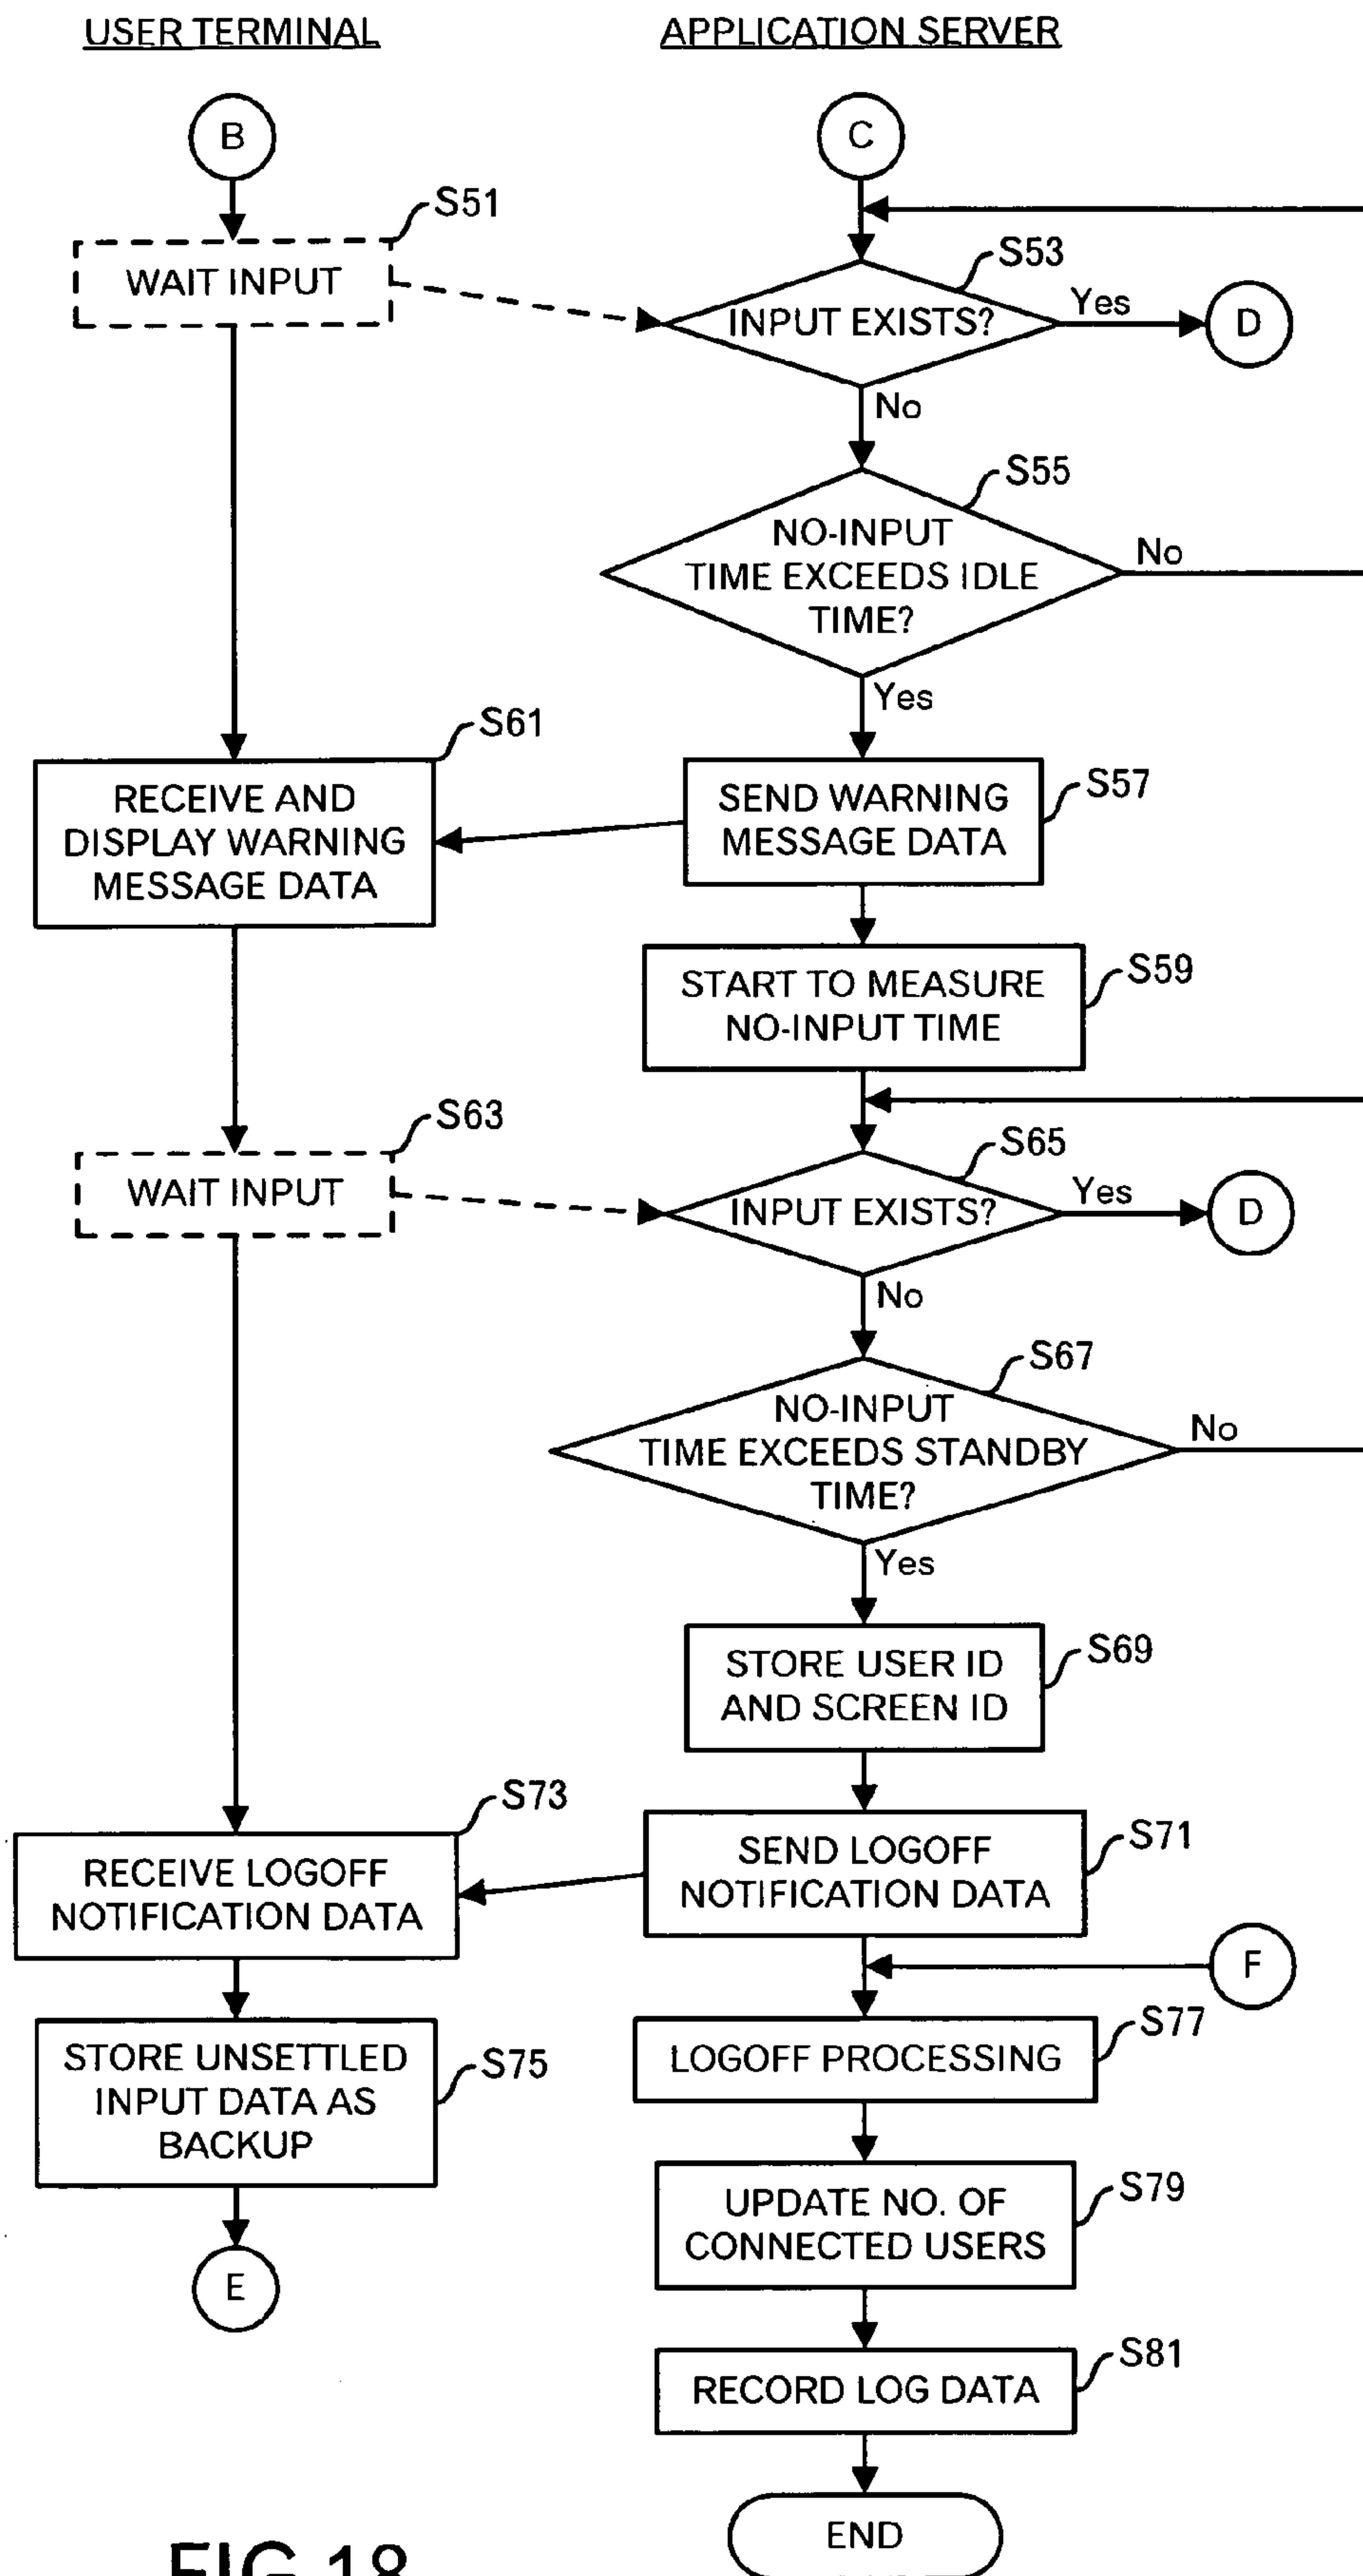 USER TERMINAL
APPLICATION SERVER
B
C
S51
WAIT INPUT
S53
INPUT EXISTS?
Yes
D
No
S55
NO-INPUT
TIME EXCEEDS IDLE
TIME?
No
Yes
S61
RECEIVE AND
DISPLAY WARNING
MESSAGE DATA
S57
SEND WARNING
MESSAGE DATA
S59
START TO MEASURE
NO-INPUT TIME
S63
WAIT INPUT
S65
INPUT EXISTS?
Yes
D
No
S67
NO-INPUT
TIME EXCEEDS STANDBY
TIME?
No
Yes
S69
STORE USER ID
AND SCREEN ID
S73
RECEIVE LOGOFF
NOTIFICATION DATA
S71
SEND LOGOFF
NOTIFICATION DATA
F
S75
STORE UNSETTLED
INPUT DATA AS
BACKUP
S77
LOGOFF PROCESSING
S79
UPDATE NO. OF
CONNECTED USERS
E
S81
RECORD LOG DATA
END
FIG.18